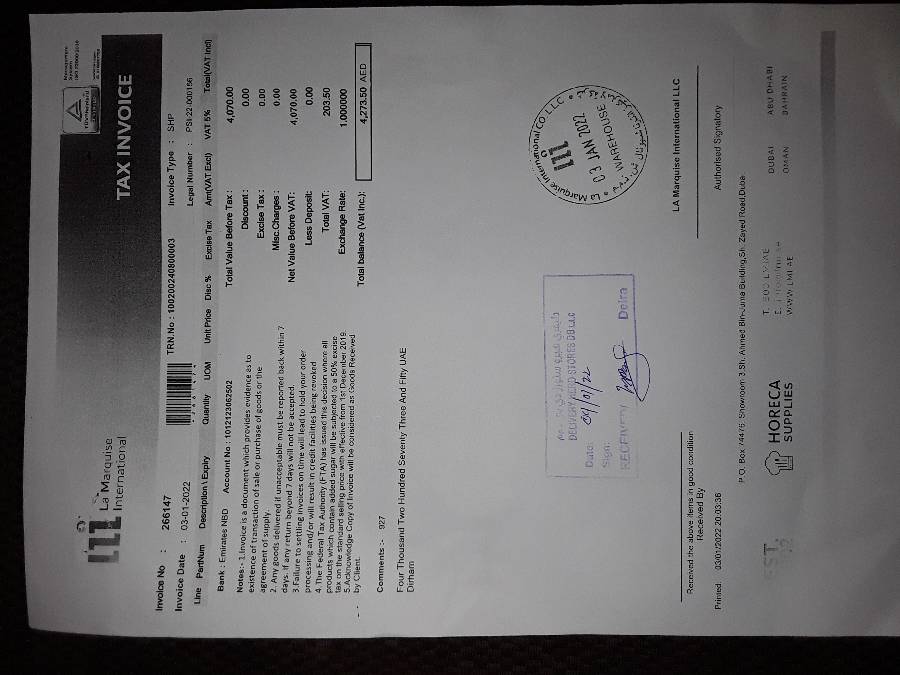 La Marquise
International
TAX INVOICE
Invoice No : 266147
TRN.No : 100200240800003
Invoice Type : SHP
Invoice Date : 03-01-2022
Legal Number : PSI-22-000156
Line PartNum Description \ Expiry Quantity UOM Unit Price Disc % Excise Tax Amt(VAT Excl) VAT 5% Total(VAT Incl)
Bank : Emirates NBD Account No : 1012123062502
Total Value Before Tax : 4,070.00
Discount : 0.00
Excise Tax : 0.00
Misc.Charges : 0.00
Net Value Before VAT: 4,070.00
Less Deposit: 0.00
Total VAT: 203.50
Exchange Rate: 1.000000
Total balance (Vat Inc.): 4,273.50 AED
Notes:- 1.Invoice is a document which provides evidence as to
existence of transaction of sale or purchase of goods or the
agreement of supply.
2. Any goods delivered if unacceptable must be reported back within 7
days. If any return beyond 7 days will not be accepted.
3.Failure to settling invoices on time will lead to hold your order
processing and/or will result in credit facilities being revoked
4. The Federal Tax Authority (FTA) has issued the decision where all
products which contain added sugar will be subjected to a 50% excise
tax on the standard selling price with effective from 1st December 2019.
5. Acknowledge Copy of Invoice will be considered as Goods Received
by Client.
Comments :- 927
Four Thousand Two Hundred Seventy Three And Fifty UAE
Dirham
La Marquise International CO. LLC
03 JAN 2022
WAREHOUSE
STORES DB LLC
Date: 04/01/22
Sign:
Deira
Received the above items in good condition
Received By
LA Marquise International LLC
Authorised Signatory
Printed: 03/01/2022 20:03:36
P.O. Box 74476, Showroom 3,Sh. Ahmed Bin-Juma Building,Sh. Zayed Road,Duba
HORECA
SUPPLIES
WWW.LMI.AE
DUBAI ABU DHABI
OMAN BAHRAIN